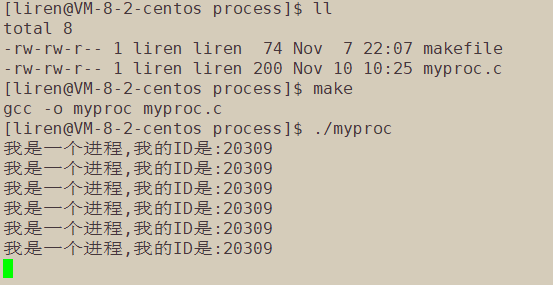 [liren@VM-8-2-centos process]$ ll
total 8
-rw-rw-r-- 1 liren liren  74 Nov  7 22:07 makefile
-rw-rw-r-- 1 liren liren 200 Nov 10 10:25 myproc.c
[liren@VM-8-2-centos process]$ make
gcc -o myproc myproc.c
[liren@VM-8-2-centos process]$ ./myproc
我是一个进程,我的ID是:20309
我是一个进程,我的ID是:20309
我是一个进程,我的ID是:20309
我是一个进程,我的ID是:20309
我是一个进程,我的ID是:20309
我是一个进程,我的ID是:20309